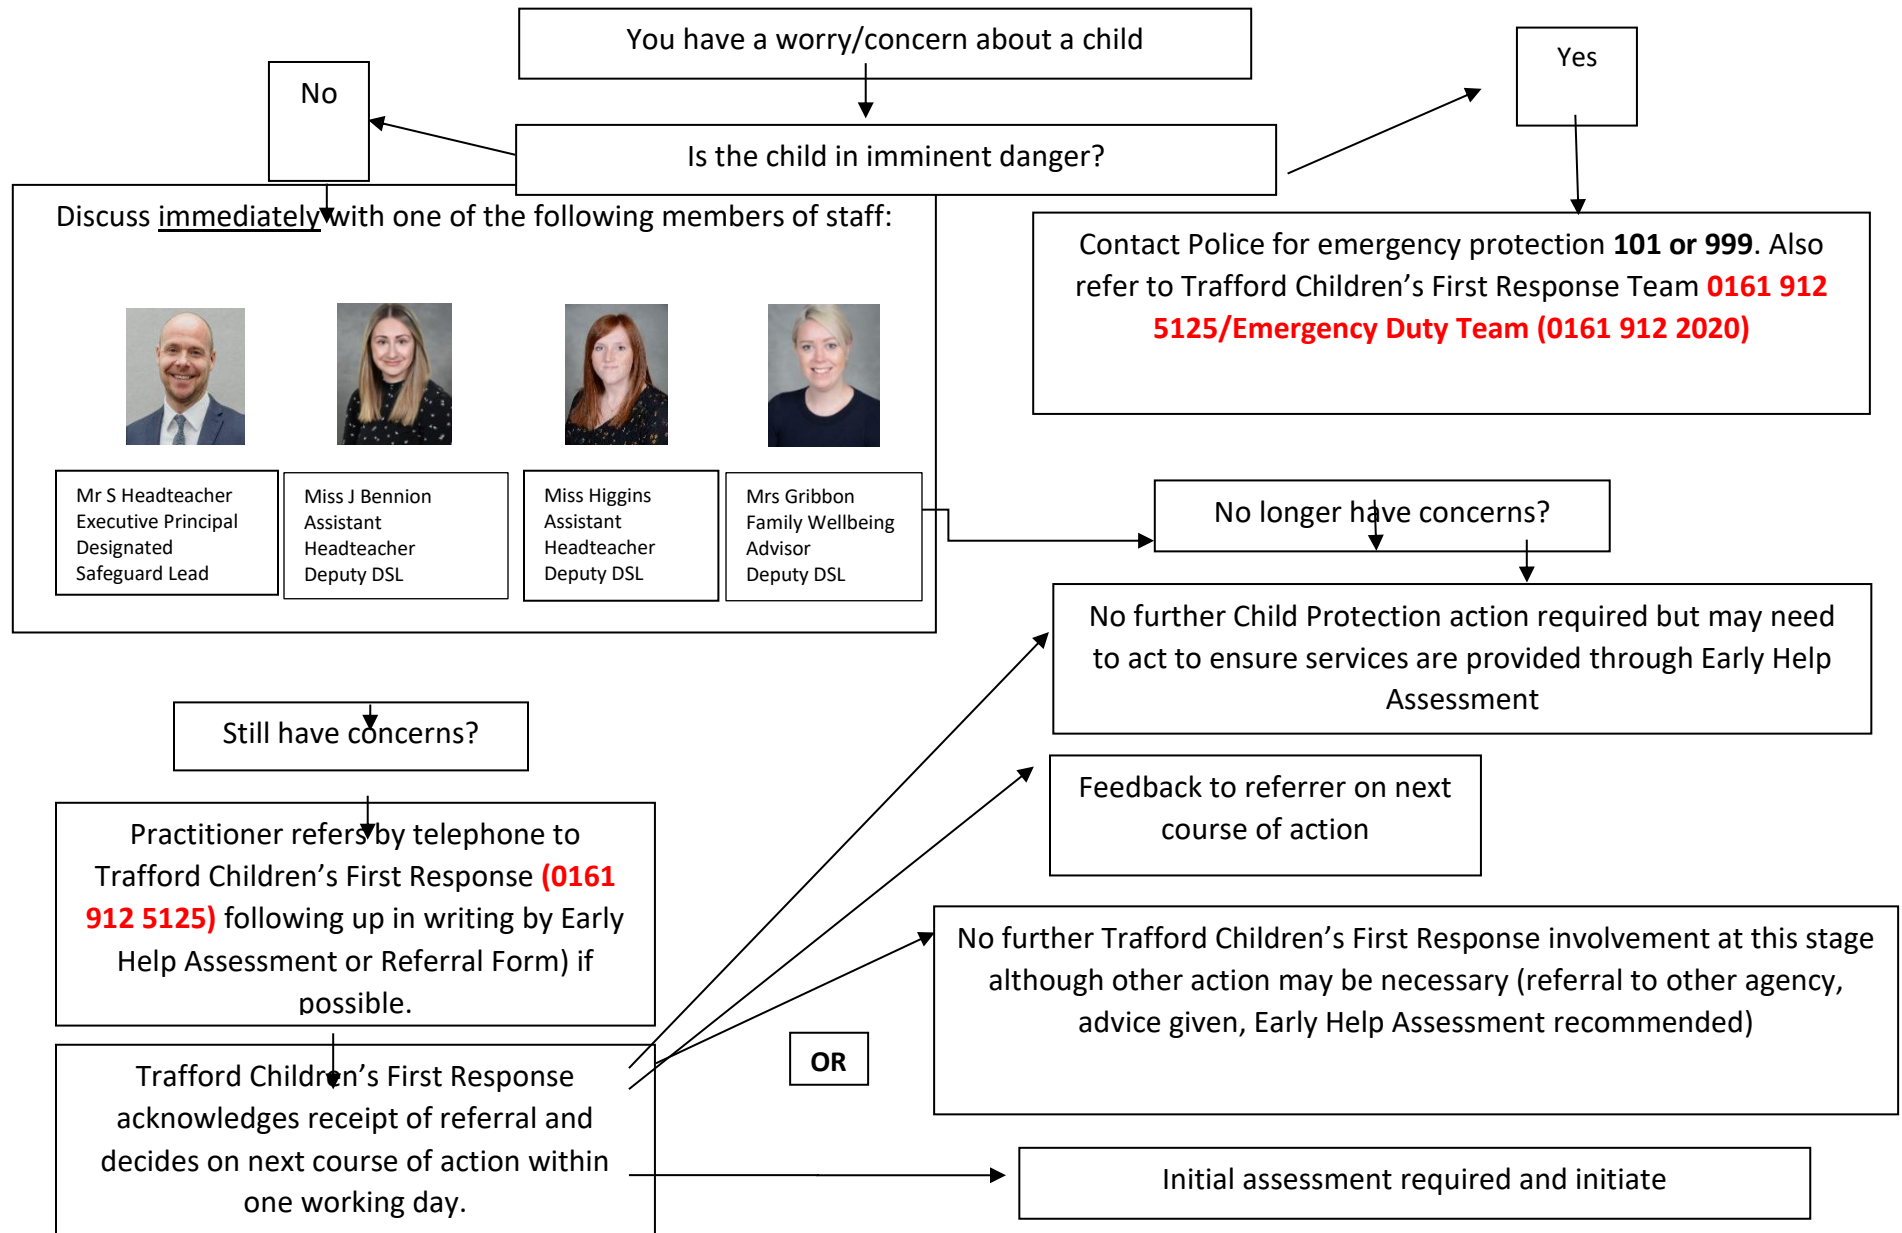 You have a worry/concern about a child
No
Yes
Is the child in imminent danger?
Discuss immediately with one of the following members of staff:
Contact Police for emergency protection 101 or 999. Also
refer to Trafford Children’s First Response Team 0161 912
5125/Emergency Duty Team (0161 912 2020)
Mr S Headteacher
Executive Principal
Designated
Safeguard Lead
Miss J Bennion
Assistant
Headteacher
Deputy DSL
Miss Higgins
Assistant
Headteacher
Deputy DSL
Mrs Gribbon
Family Wellbeing
Advisor
Deputy DSL
No longer have concerns?
No further Child Protection action required but may need
to act to ensure services are provided through Early Help
Assessment
Still have concerns?
Feedback to referrer on next
course of action
Practitioner refers by telephone to
Trafford Children’s First Response (0161
912 5125) following up in writing by Early
Help Assessment or Referral Form) if
possible.
No further Trafford Children’s First Response involvement at this stage
although other action may be necessary (referral to other agency,
advice given, Early Help Assessment recommended)
OR
Trafford Children’s First Response
acknowledges receipt of referral and
decides on next course of action within
one working day.
Initial assessment required and initiate